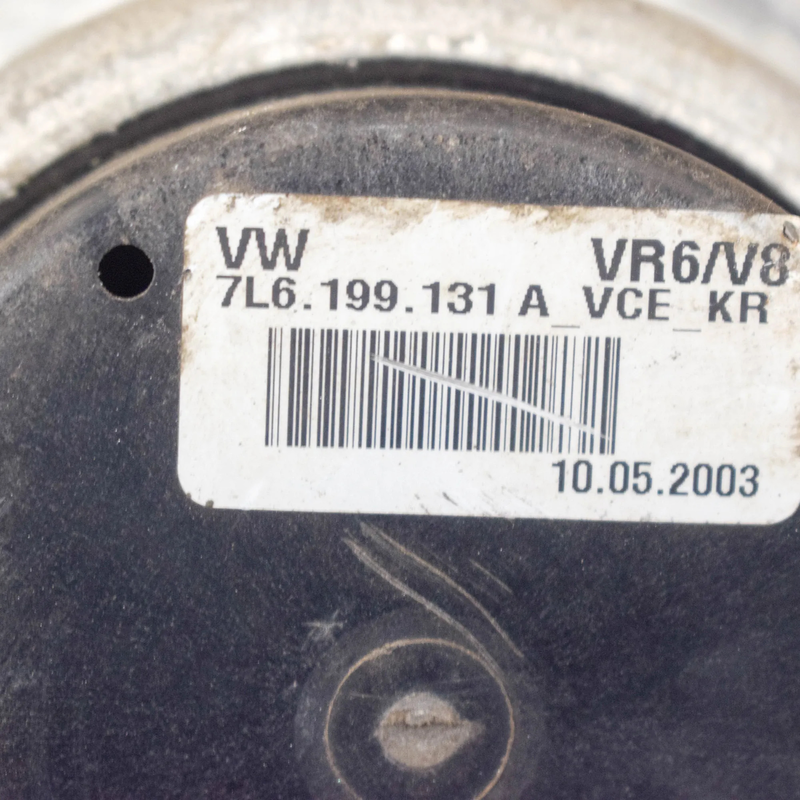 VW VR6/V8
7L6.199.131 A_VCE_KR
10.05.2003